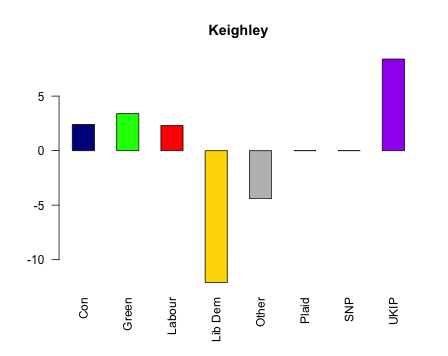 Keighley
5
0
-5
-10
Con
Green
Labour
Lib Dem
Other
Plaid
SNP
UKIP